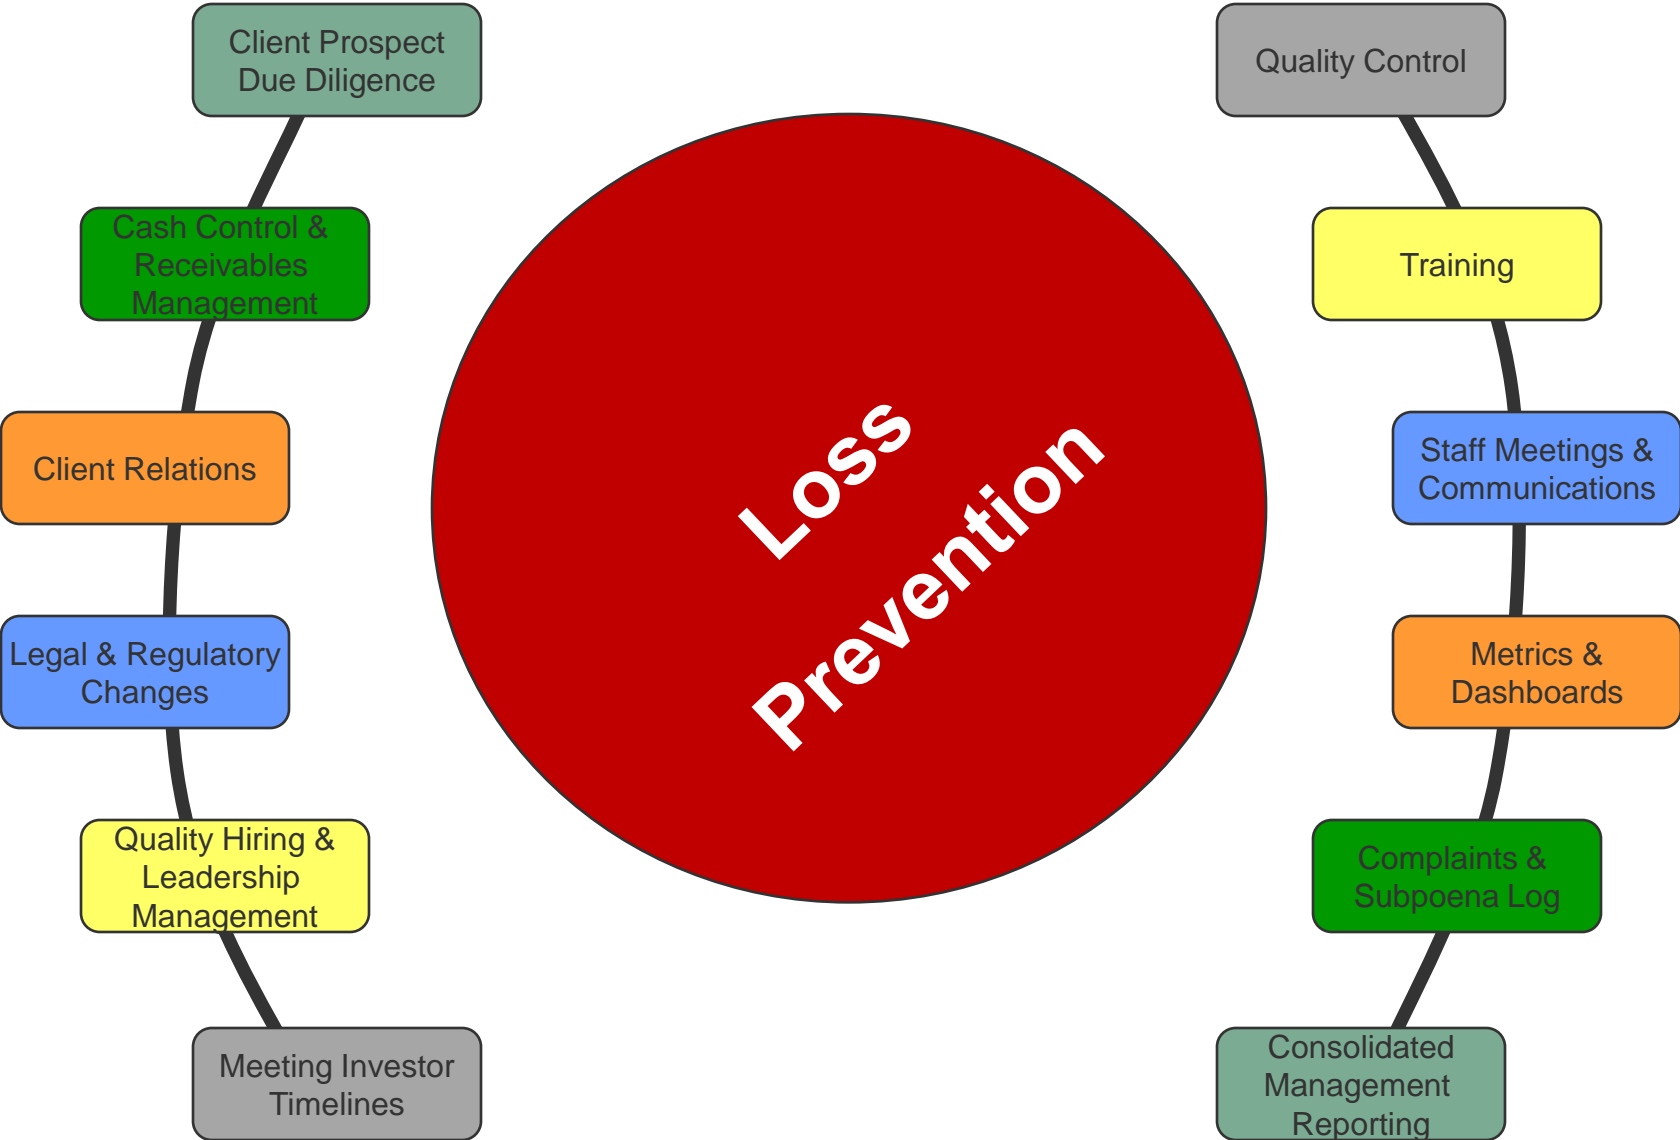 Client Prospect
Due Diligence
Cash Control &
Receivables
Management
Client Relations
Legal & Regulatory
Changes
Quality Hiring &
Leadership
Management
Meeting Investor
Timelines
Loss
Prevention
Quality Control
Training
Staff Meetings &
Communications
Metrics &
Dashboards
Complaints &
Subpoena Log
Consolidated
Management
Reporting